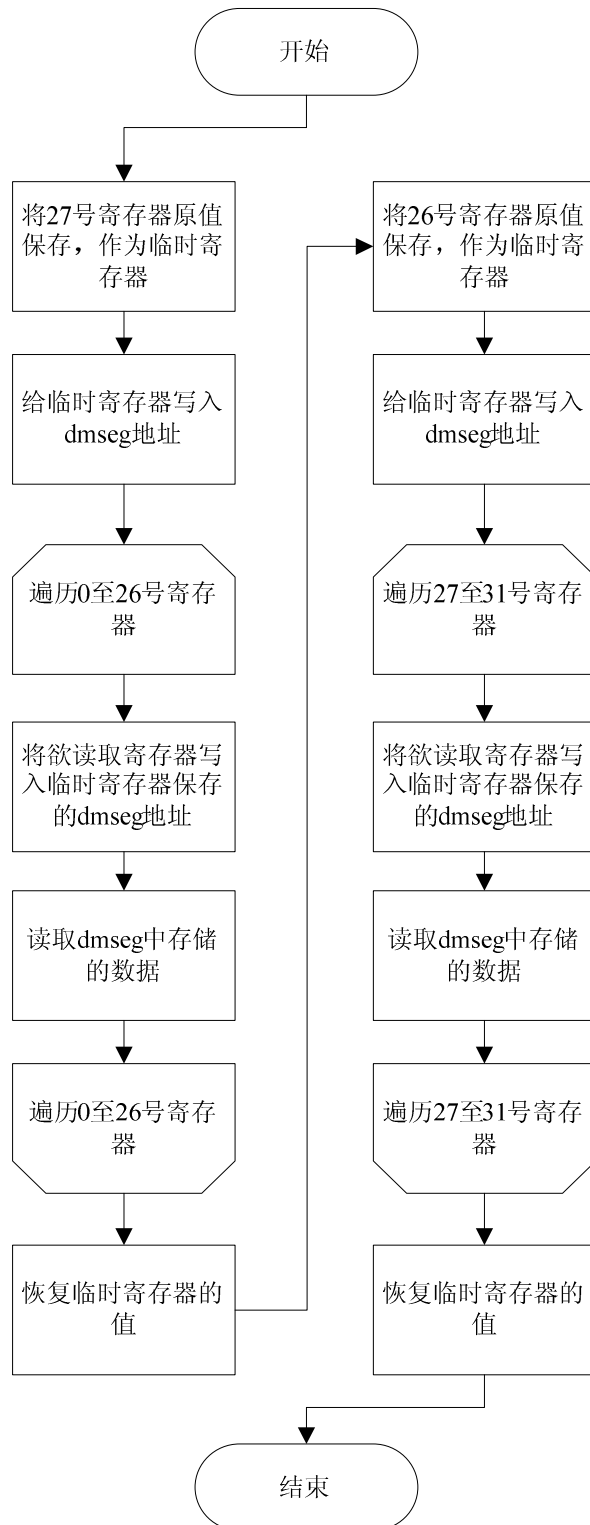 开始
将27号寄存器原值
保存，作为临时寄
存器
给临时寄存器写入
dmseg地址
遍历0至26号寄存
器
将欲读取寄存器写
入临时寄存器保存
的dmseg地址
读取dmseg中存储
的数据
遍历0至26号寄存
器
恢复临时寄存器的
值
将26号寄存器原值
保存，作为临时寄
存器
给临时寄存器写入
dmseg地址
遍历27至31号寄存
器
将欲读取寄存器写
入临时寄存器保存
的dmseg地址
读取dmseg中存储
的数据
遍历27至31号寄存
器
恢复临时寄存器的
值
结束